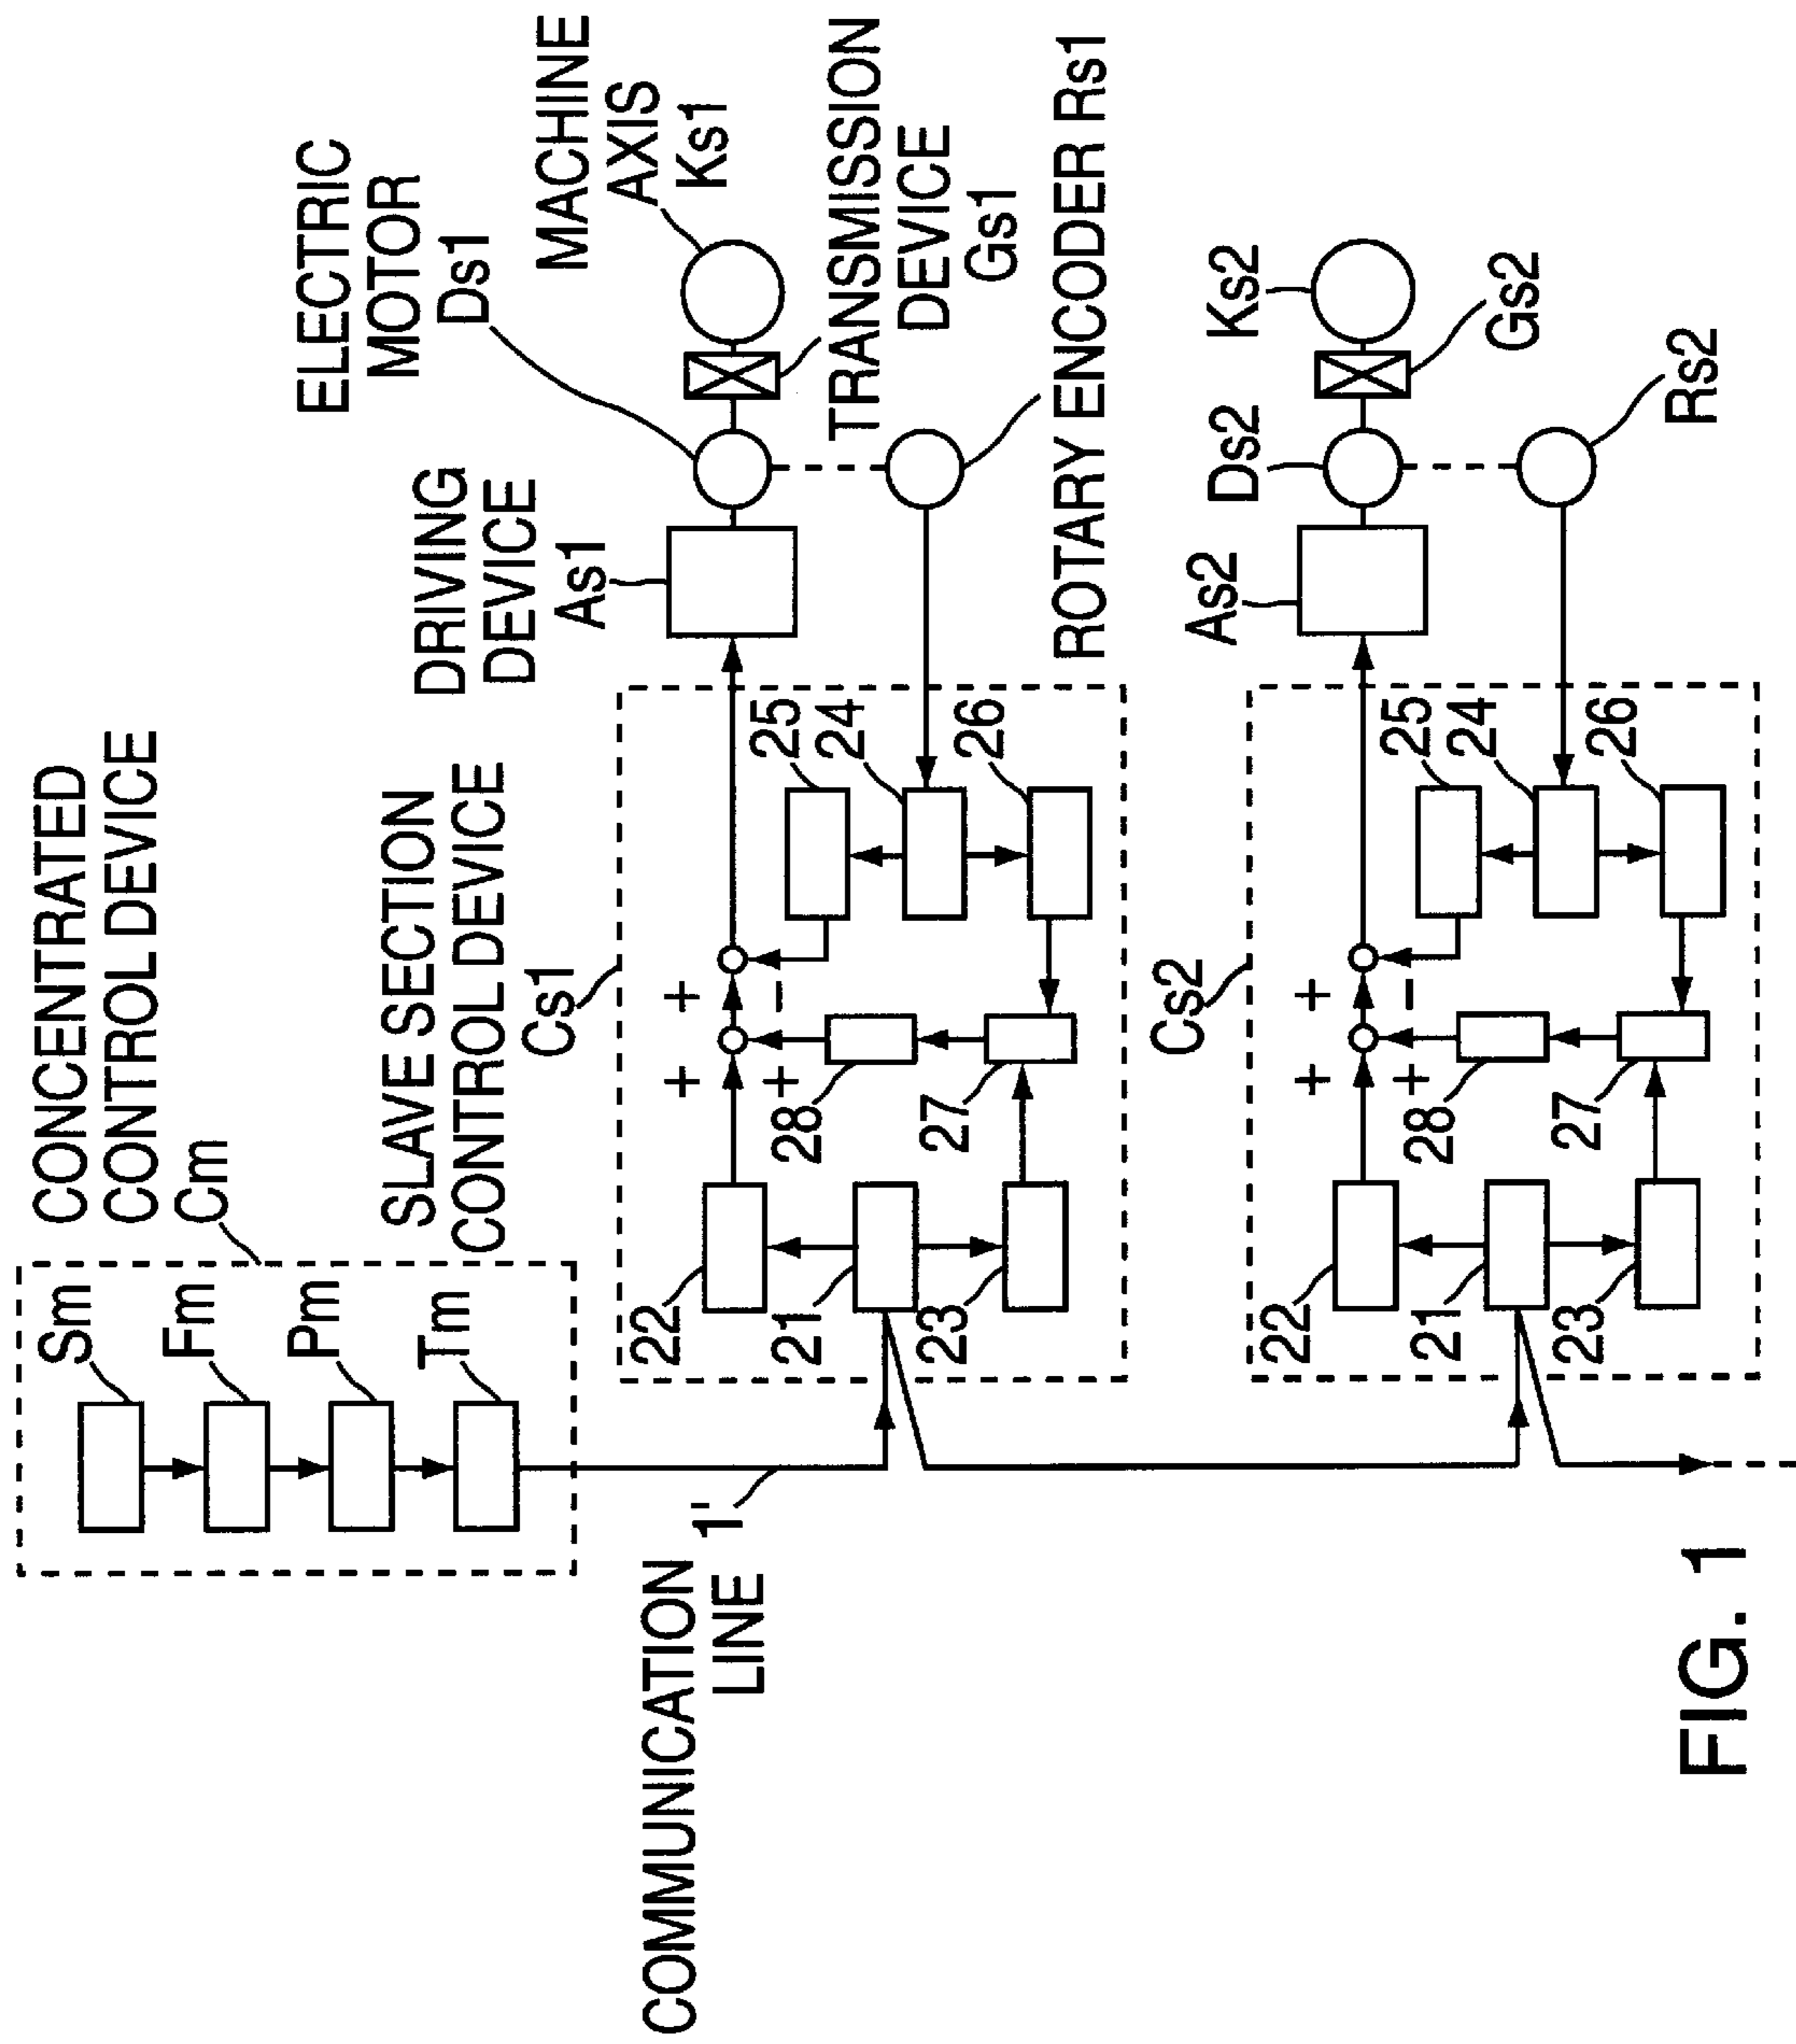 CONCENTRATED
CONTROL DEVICE
Cm
Sm
Fm
Pm
Tm
COMMUNICATION
LINE 1'
SLAVE SECTION
CONTROL DEVICE
Cs1
22
21
23
+
+
+
-
28
27
25
24
26
DRIVING
DEVICE
As1
ELECTRIC
MOTOR
Ds1
MACHINE
AXIS
Ks1
TRANSMISSION
DEVICE
Gs1
ROTARY ENCODER Rs1
Cs2
22
21
23
+
+
+
-
28
27
25
24
26
As2
Ds2
Ks2
Gs2
Rs2
FIG. 1